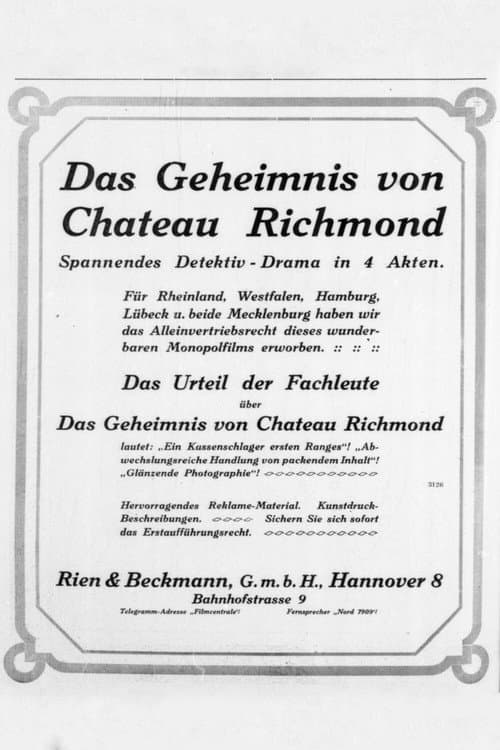 Das Geheimnis von
Chateau Richmond
Spannendes Detektiv - Drama in 4 Akten.
Für Rheinland, Westfalen, Hamburg,
Lübeck u. beide Mecklenburg haben wir
das Alleinvertriebsrecht dieses wunder-
baren Monopolfilms erworben. :: :: ::
Das Urteil der Fachleute
über
Das Geheimnis von Chateau Richmond
lautet: „Ein Kassenschlager ersten Ranges“! „Ab-
wechslungsreiche Handlung von packendem Inhalt“!
„Glänzende Photographie“!
3126
Hervorragendes Reklame-Material. Kunstdruck-
Beschreibungen. Sichern Sie sich sofort
das Erstaufführungsrecht.
Rien & Beckmann, G. m. b. H., Hannover 8
Bahnhofstrasse 9
Telegramm-Adresse „Filmcentrale“! Fernsprecher „Nord 7909“!